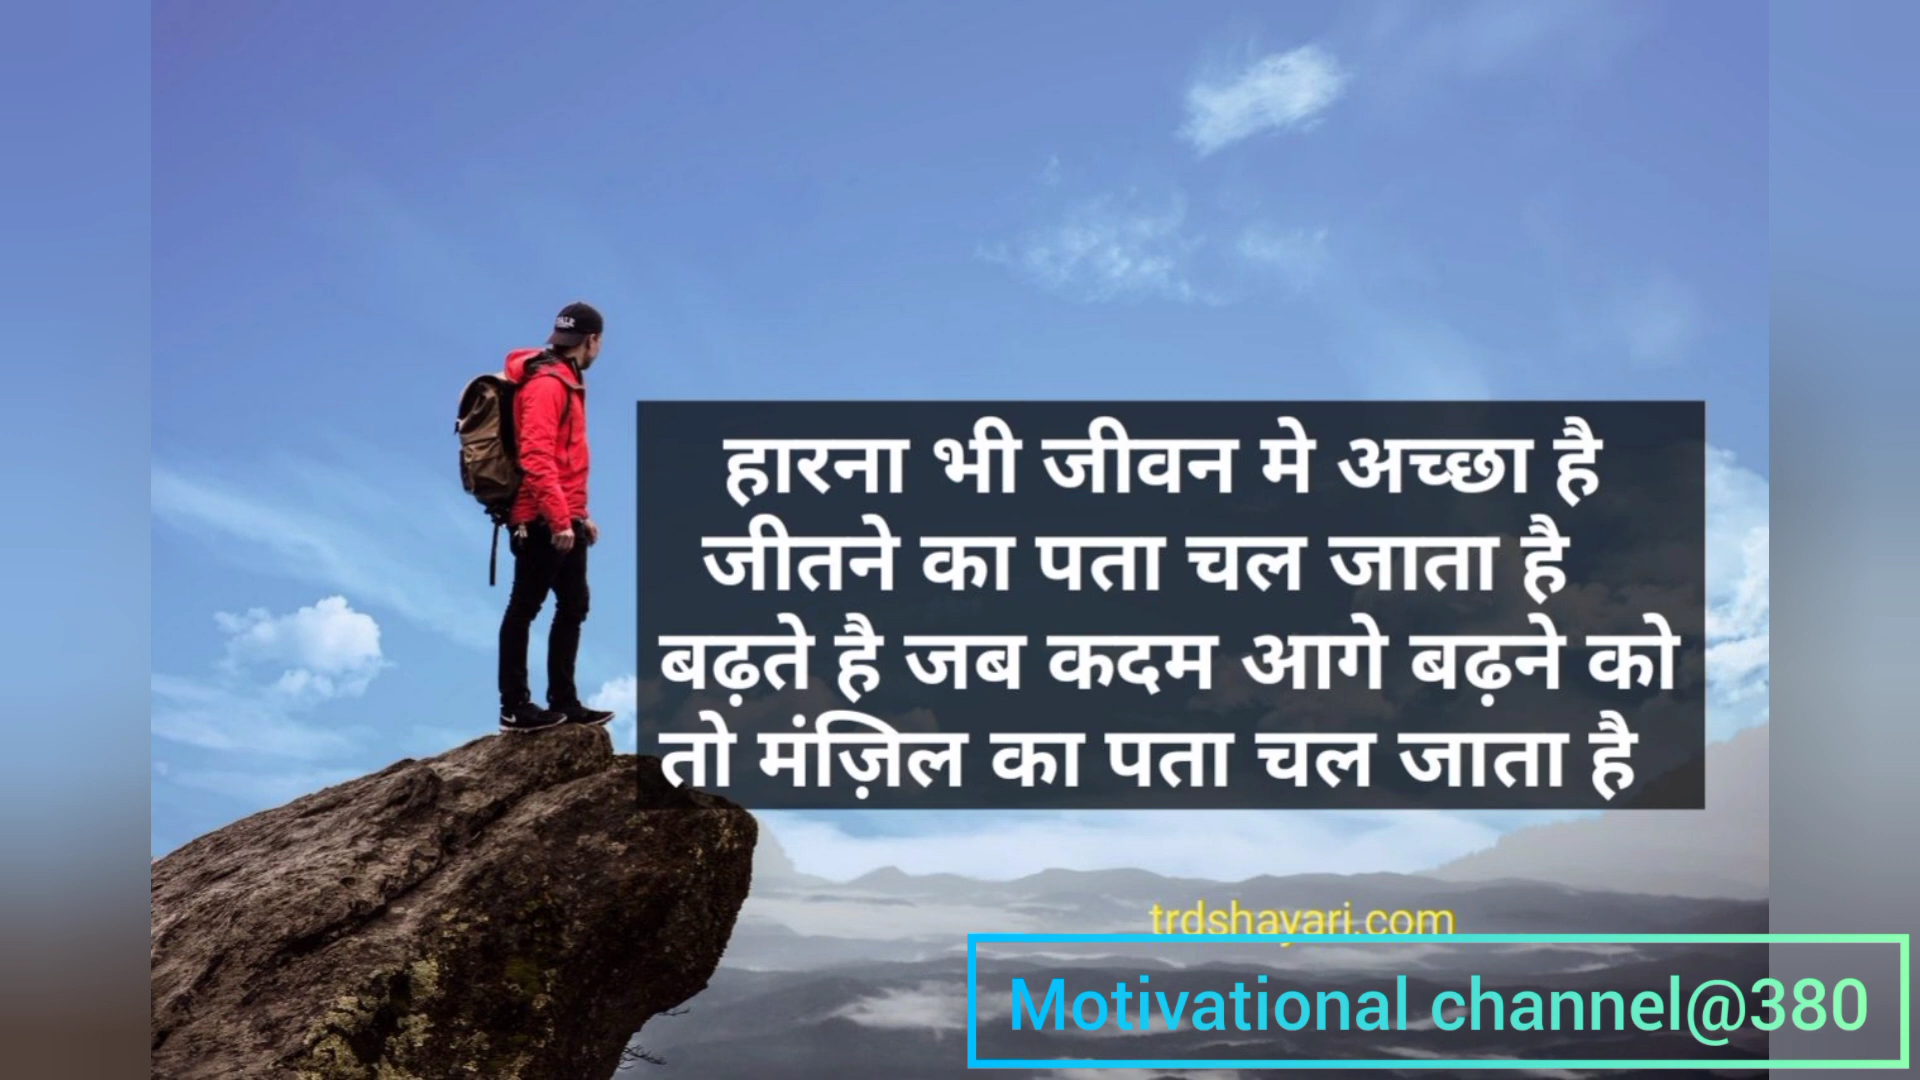 हारना भी जीवन मे अच्छा है
जीतने का पता चल जाता है
बढ़ते है जब कदम आगे बढ़ने को
तो मंज़िल का पता चल जाता है
trdshayari.com
Motivational channel@380